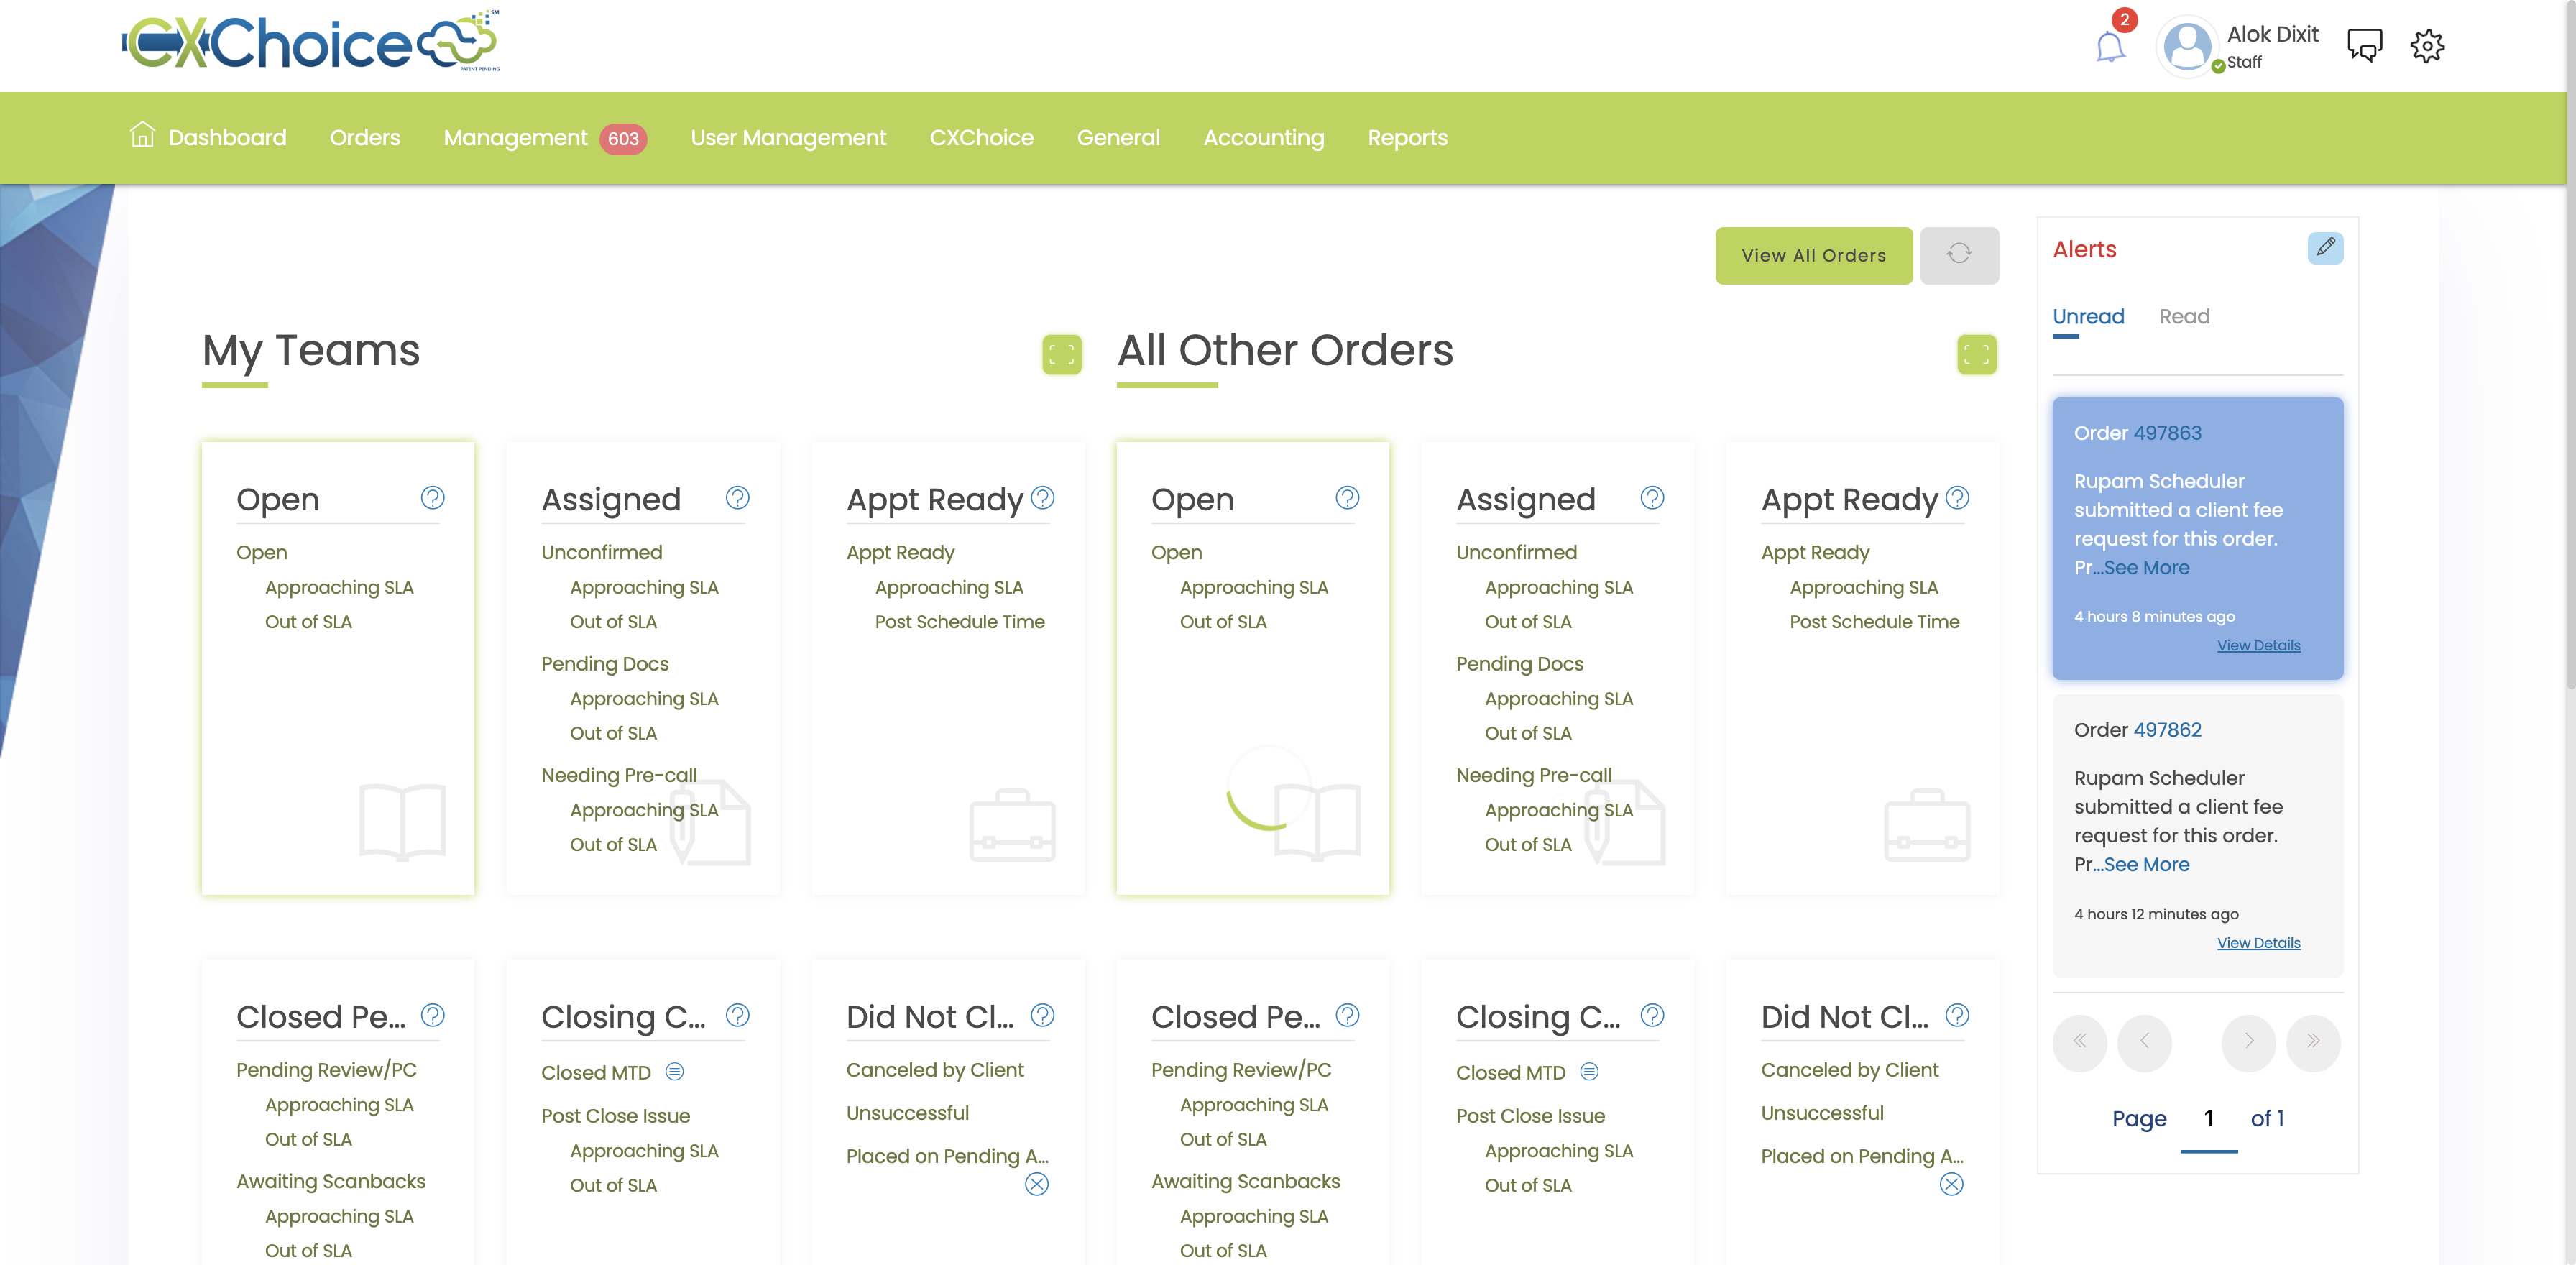 CXChoice SM
PATENT PENDING
2
Alok Dixit
Staff
Dashboard
Orders
Management 603
User Management
CXChoice
General
Accounting
Reports
View All Orders
My Teams
Open
Open
Approaching SLA
Out of SLA
Assigned
Unconfirmed
Approaching SLA
Out of SLA
Pending Docs
Approaching SLA
Out of SLA
Needing Pre-call
Approaching SLA
Out of SLA
Appt Ready
Appt Ready
Approaching SLA
Post Schedule Time
Closed Pe...
Pending Review/PC
Approaching SLA
Out of SLA
Awaiting Scanbacks
Approaching SLA
Out of SLA
Closing C...
Closed MTD
Post Close Issue
Approaching SLA
Out of SLA
Did Not Cl...
Canceled by Client
Unsuccessful
Placed on Pending A...
All Other Orders
Open
Open
Approaching SLA
Out of SLA
Assigned
Unconfirmed
Approaching SLA
Out of SLA
Pending Docs
Approaching SLA
Out of SLA
Needing Pre-call
Approaching SLA
Out of SLA
Appt Ready
Appt Ready
Approaching SLA
Post Schedule Time
Closed Pe...
Pending Review/PC
Approaching SLA
Out of SLA
Awaiting Scanbacks
Approaching SLA
Out of SLA
Closing C...
Closed MTD
Post Close Issue
Approaching SLA
Out of SLA
Did Not Cl...
Canceled by Client
Unsuccessful
Placed on Pending A...
Alerts
Unread
Read
Order 497863
Rupam Scheduler
submitted a client fee
request for this order.
Pr...See More
4 hours 8 minutes ago
View Details
Order 497862
Rupam Scheduler
submitted a client fee
request for this order.
Pr...See More
4 hours 12 minutes ago
View Details
Page 1 of 1